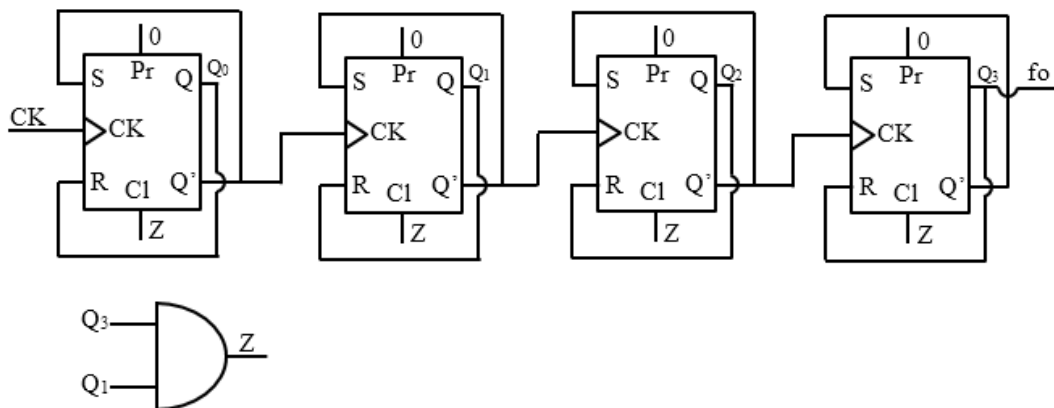 0 0 0 0
S Pr Q Q0 S Pr Q Q1 S Pr Q Q2 S Pr Q3 fo
CK CK CK CK CK
R Cl Q' R Cl Q' R Cl Q' R Cl Q'
Z Z Z Z
Q3
Z
Q1